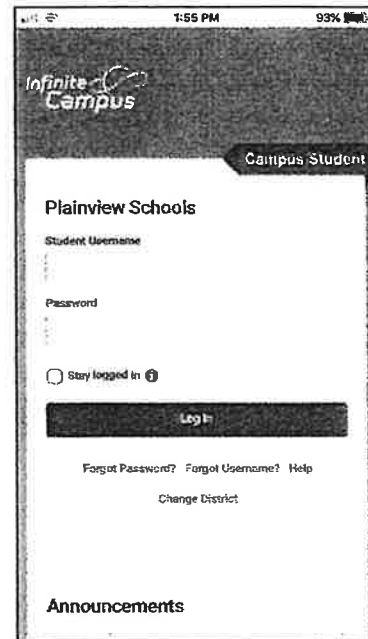 1:55 PM 93%
Infinite
Campus
Campus Student
Plainview Schools
Student Username
Password
Stay logged in
Log In
Forgot Password? Forgot Username? Help
Change District
Announcements